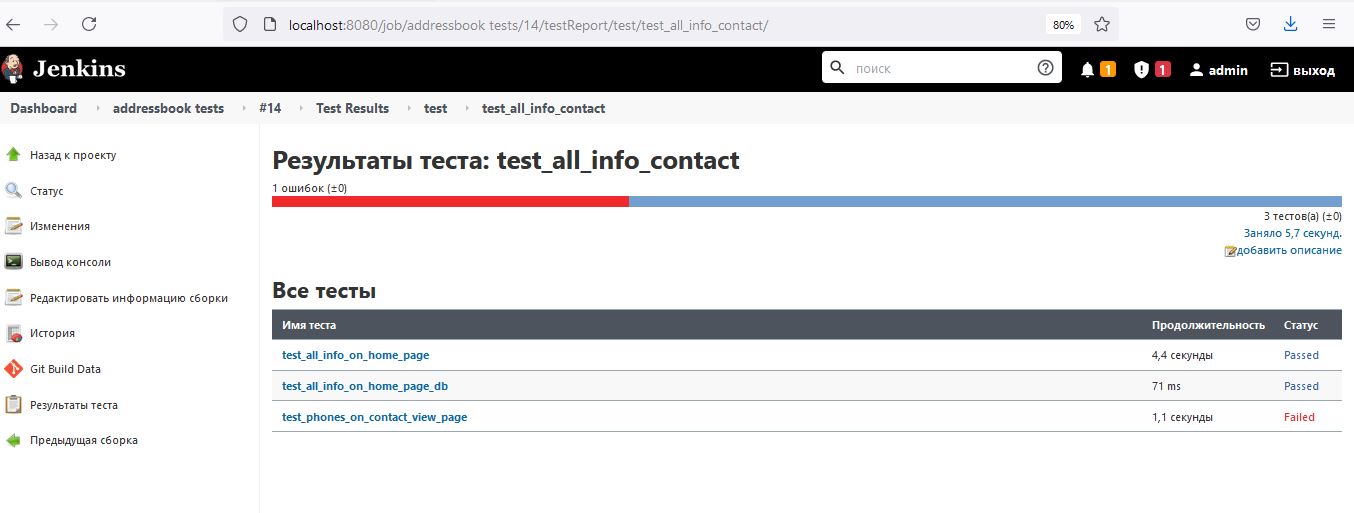 localhost:8080/job/addressbook tests/14/testReport/test/test_all_info_contact/
80%
Jenkins
поиск
1
1
admin
выход
Dashboard
addressbook tests
#14
Test Results
test
test_all_info_contact
Назад к проекту
Статус
Изменения
Вывод консоли
Редактировать информацию сборки
История
Git Build Data
Результаты теста
Предыдущая сборка
Результаты теста: test_all_info_contact
1 ошибок (±0)
3 тестов(а) (±0)
Заняло 5,7 секунд.
добавить описание
Все тесты
Имя теста Продолжительность Статус
test_all_info_on_home_page 4,4 секунды Passed
test_all_info_on_home_page_db 71 ms Passed
test_phones_on_contact_view_page 1,1 секунды Failed